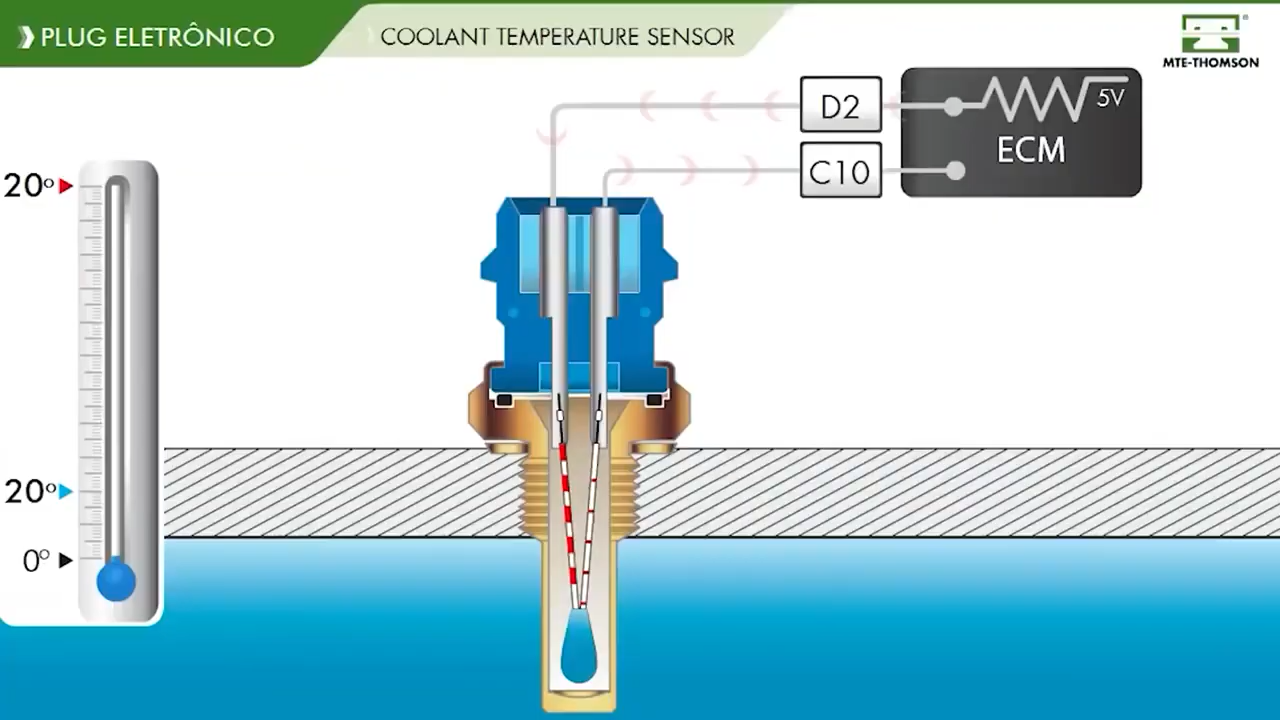 PLUG ELETRÔNICO
COOLANT TEMPERATURE SENSOR
MTE-THOMSON
D2
5V
ECM
C10
20°
20°
0°